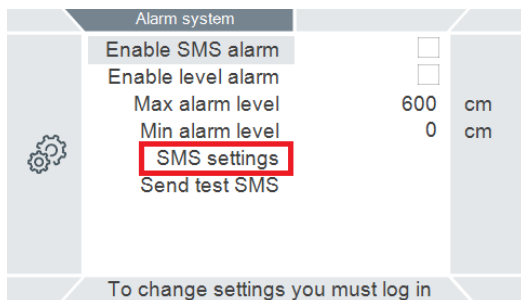 Alarm system
Enable SMS alarm
Enable level alarm
Max alarm level 600 cm
Min alarm level 0 cm
SMS settings
Send test SMS
To change settings you must log in